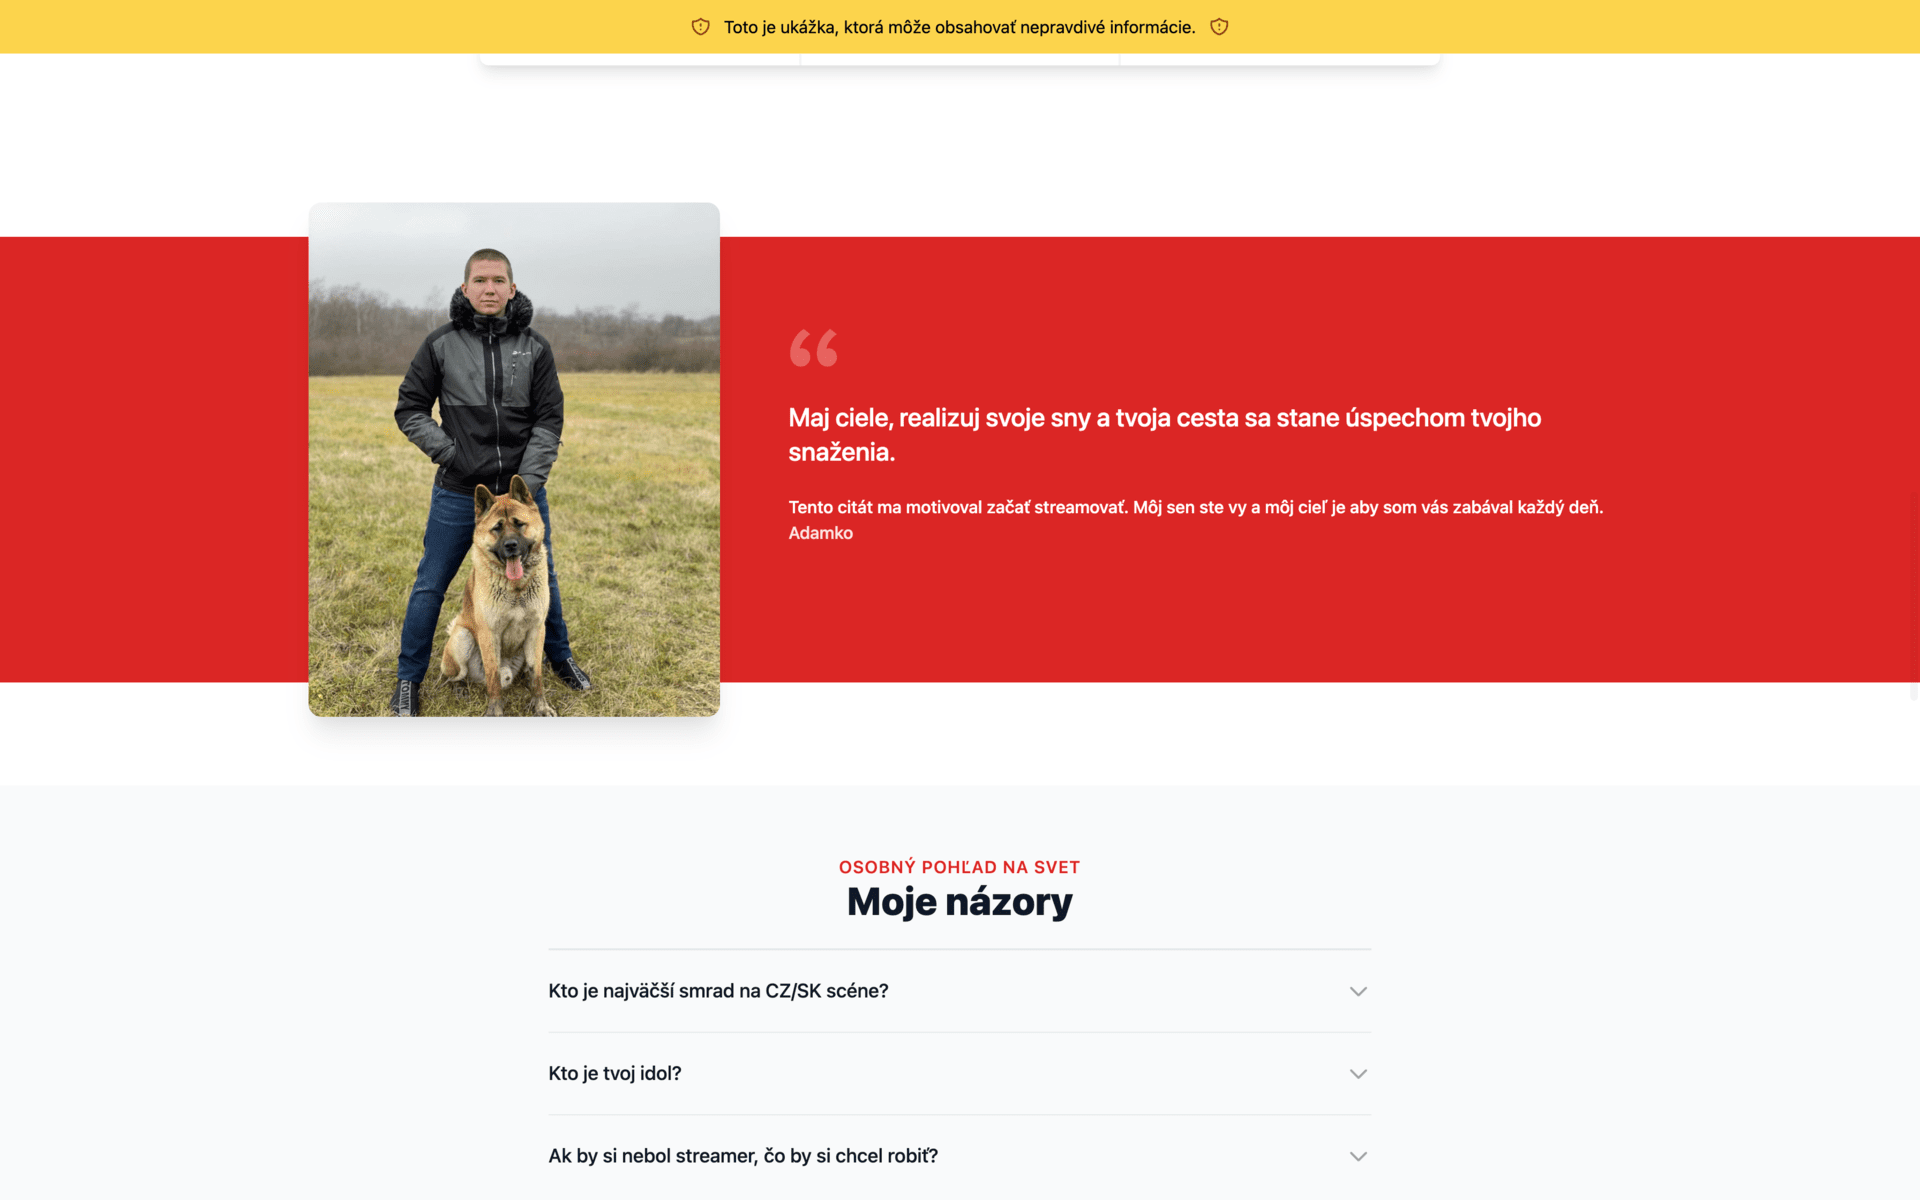 Toto je ukážka, ktorá môže obsahovať nepravdivé informácie.
Maj ciele, realizuj svoje sny a tvoja cesta sa stane úspechom tvojho
snaženia.
Tento citát ma motivoval začať streamovať. Môj sen ste vy a môj cieľ je aby som vás zabával každý deň.
Adamko
OSOBNÝ POHĽAD NA SVET
Moje názory
Kto je najväčší smrad na CZ/SK scéne?
Kto je tvoj idol?
Ak by si nebol streamer, čo by si chcel robiť?